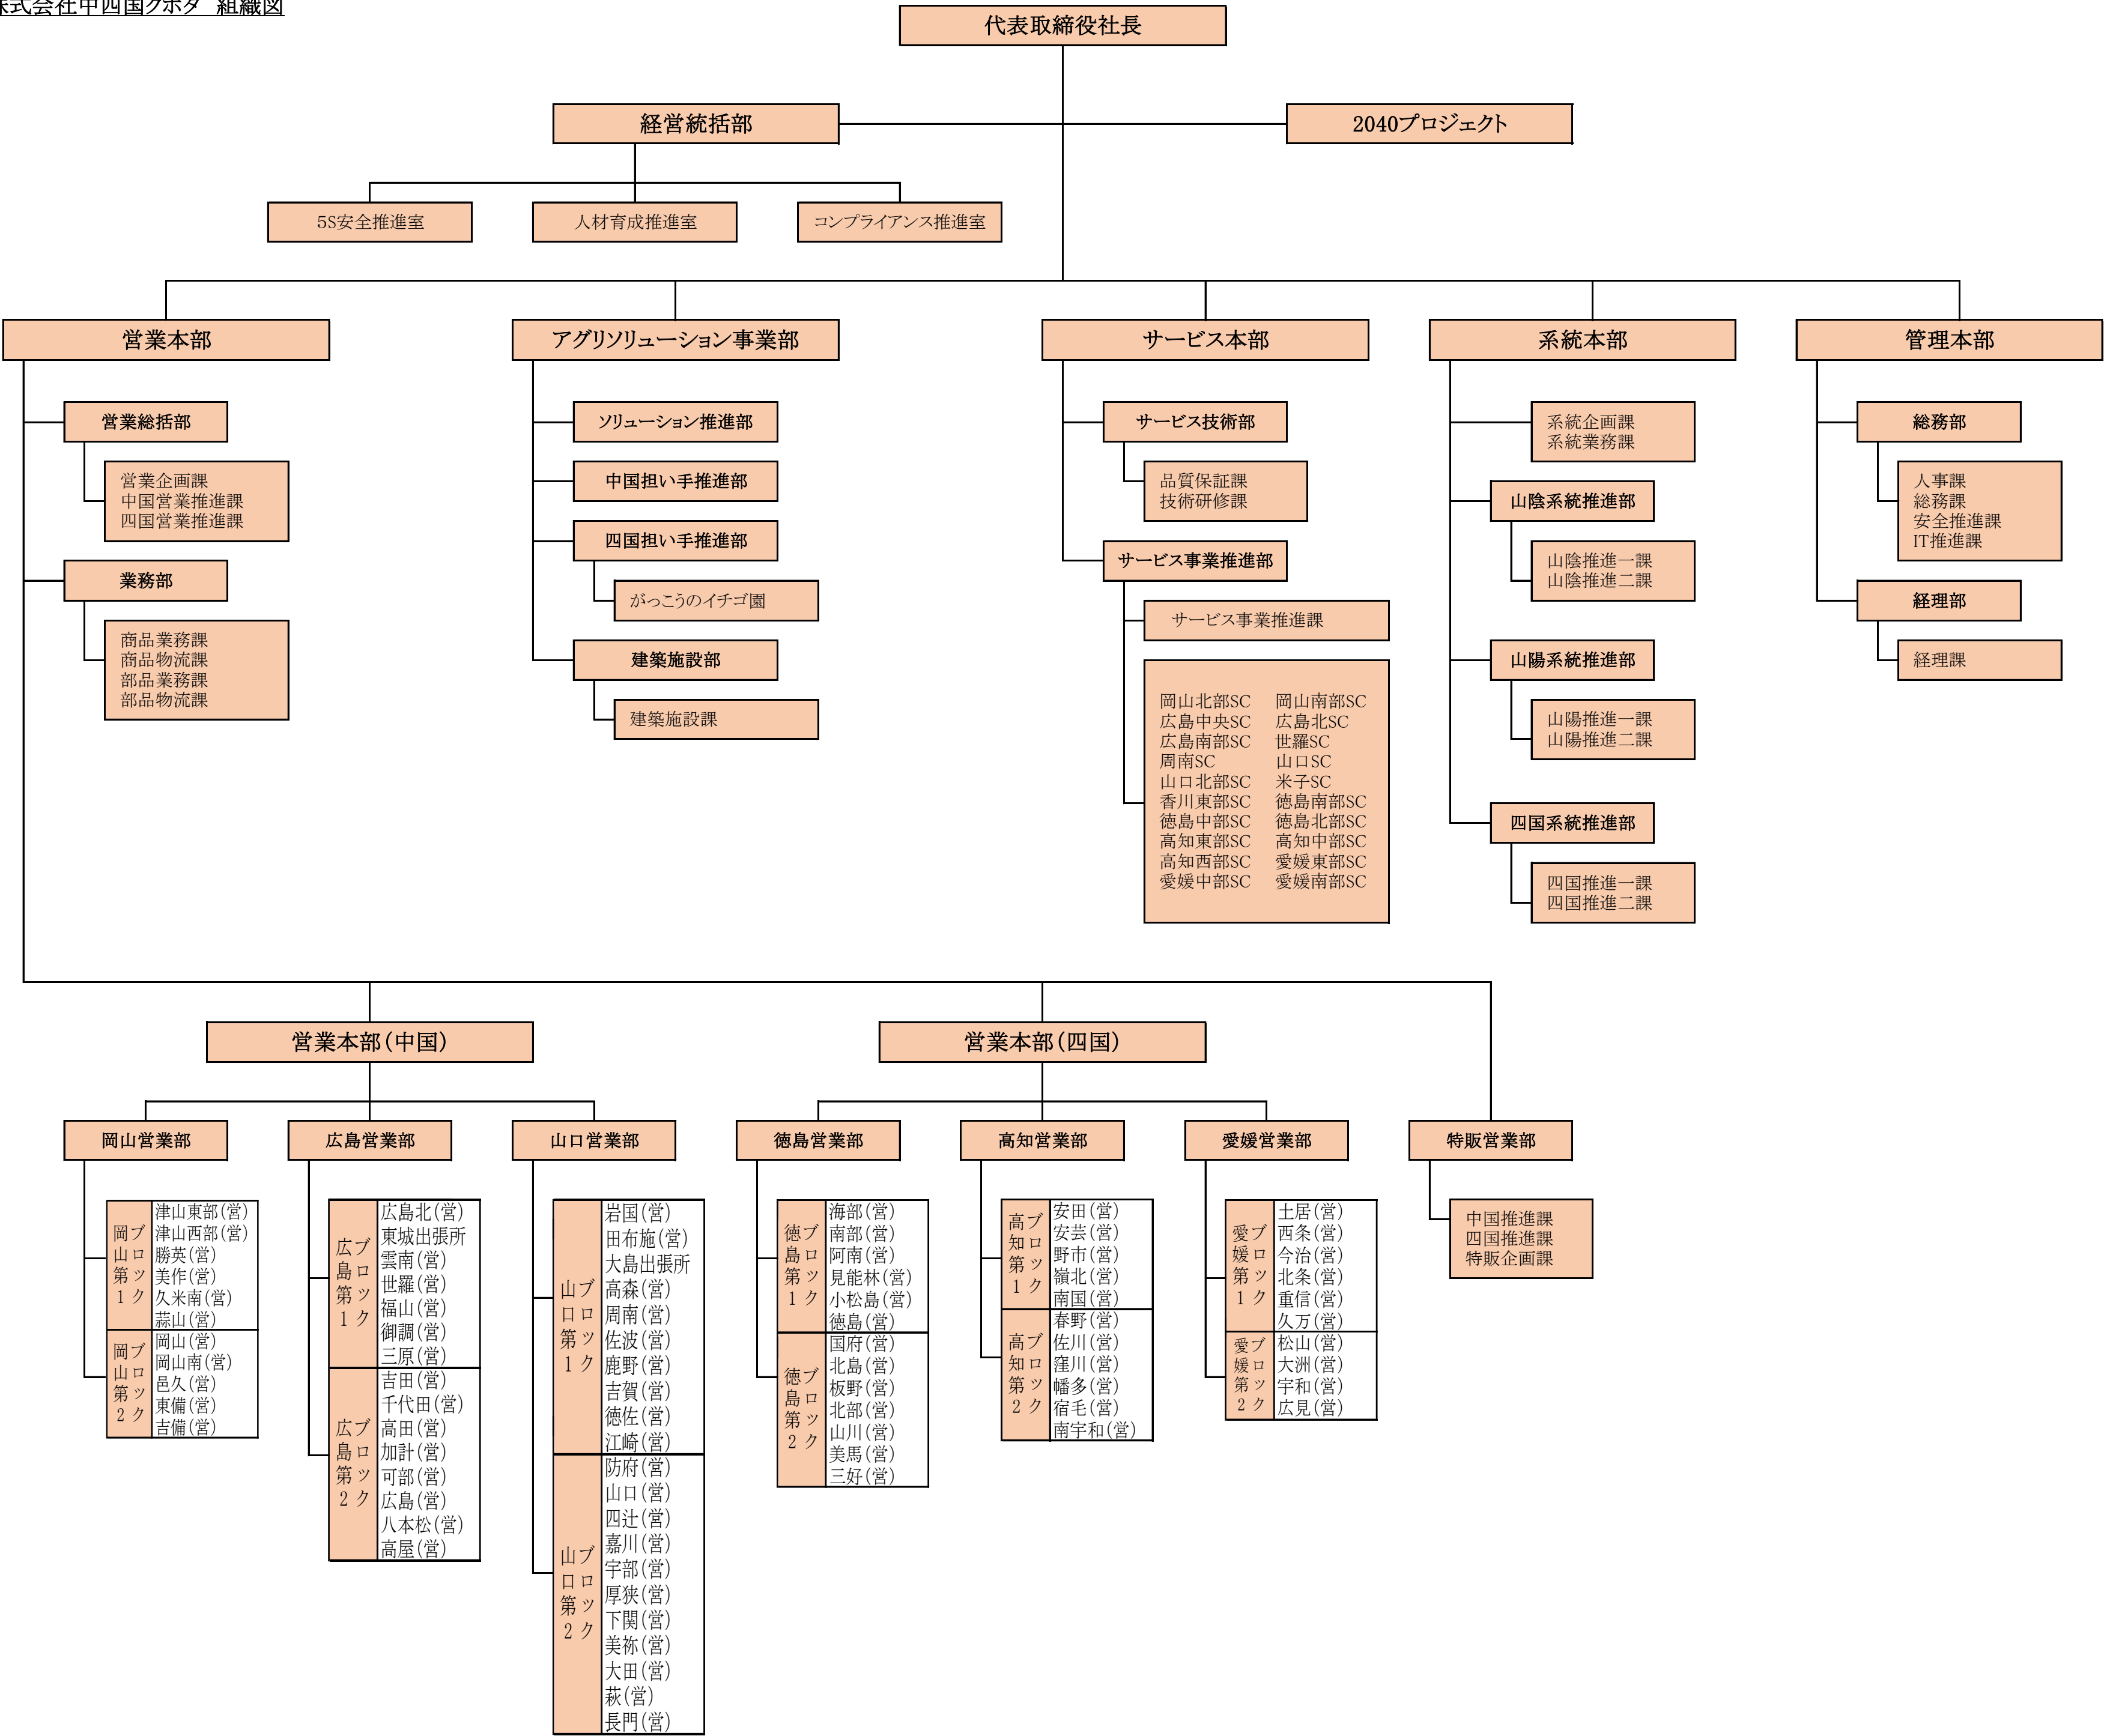 株式会社中四国クボタ　組織図
代表取締役社長
経営統括部
2040プロジェクト
5S安全推進室
人材育成推進室
コンプライアンス推進室
営業本部
アグリソリューション事業部
サービス本部
系統本部
管理本部
営業総括部
営業企画課
中国営業推進課
四国営業推進課
業務部
商品業務課
商品物流課
部品業務課
部品物流課
ソリューション推進部
中国担い手推進部
四国担い手推進部
がっこうのイチゴ園
建築施設部
建築施設課
サービス技術部
品質保証課
技術研修課
サービス事業推進部
サービス事業推進課
岡山北部SC　岡山南部SC
広島中央SC　広島北SC
広島南部SC　世羅SC
周南SC　山口SC
山口北部SC　米子SC
香川東部SC　徳島南部SC
徳島中部SC　徳島北部SC
高知東部SC　高知中部SC
高知西部SC　愛媛東部SC
愛媛中部SC　愛媛南部SC
系統企画課
系統業務課
山陰系統推進部
山陰推進一課
山陰推進二課
山陽系統推進部
山陽推進一課
山陽推進二課
四国系統推進部
四国推進一課
四国推進二課
総務部
人事課
総務課
安全推進課
IT推進課
経理部
経理課
営業本部（中国）
営業本部（四国）
岡山営業部
岡山第1ブロック
津山東部(営)
津山西部(営)
勝英(営)
美作(営)
久米南(営)
蒜山(営)
岡山第2ブロック
岡山(営)
岡山南(営)
邑久(営)
東備(営)
吉備(営)
広島営業部
広島第1ブロック
広島北(営)
東城出張所
雲南(営)
世羅(営)
福山(営)
御調(営)
三原(営)
広島第2ブロック
吉田(営)
千代田(営)
高田(営)
加計(営)
可部(営)
広島(営)
八本松(営)
高屋(営)
山口営業部
山口第1ブロック
岩国(営)
田布施(営)
大島出張所
高森(営)
周南(営)
佐波(営)
鹿野(営)
吉賀(営)
徳佐(営)
江崎(営)
山口第2ブロック
防府(営)
山口(営)
四辻(営)
嘉川(営)
宇部(営)
厚狭(営)
下関(営)
美祢(営)
大田(営)
萩(営)
長門(営)
徳島営業部
徳島第1ブロック
海部(営)
南部(営)
阿南(営)
見能林(営)
小松島(営)
徳島(営)
徳島第2ブロック
国府(営)
北島(営)
板野(営)
北部(営)
山川(営)
美馬(営)
三好(営)
高知営業部
高知第1ブロック
安田(営)
安芸(営)
野市(営)
嶺北(営)
南国(営)
高知第2ブロック
春野(営)
佐川(営)
窪川(営)
幡多(営)
宿毛(営)
南宇和(営)
愛媛営業部
愛媛第1ブロック
土居(営)
西条(営)
今治(営)
北条(営)
重信(営)
久万(営)
愛媛第2ブロック
松山(営)
大洲(営)
宇和(営)
広見(営)
特販営業部
中国推進課
四国推進課
特販企画課